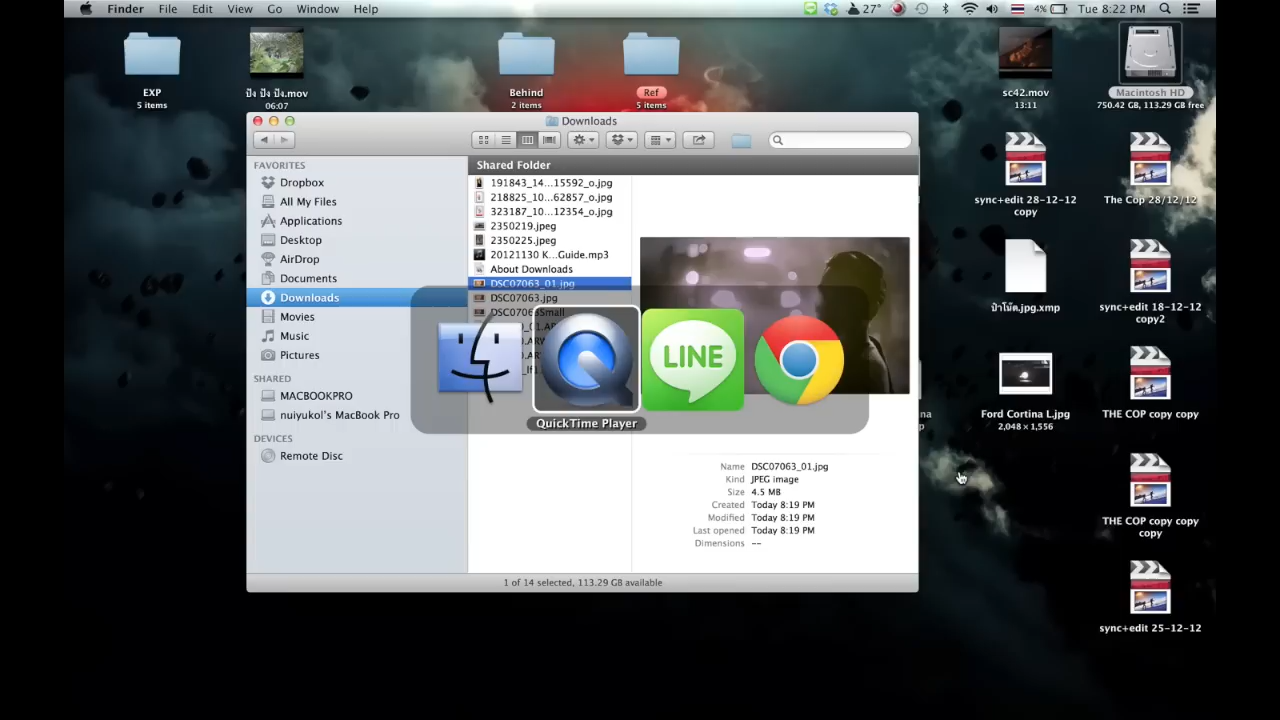 Finder File Edit View Go Window Help 27° 4% Tue 8:22 PM
EXP
5 items
ปัง ปัง ปัง.mov
06:07
Behind
2 items
Ref
5 items
sc42.mov
13:11
Macintosh HD
750.42 GB, 113.29 GB free
Downloads
FAVORITES
Dropbox
All My Files
Applications
Desktop
AirDrop
Documents
Downloads
Movies
Music
Pictures
SHARED
MACBOOKPRO
nuiyukol's MacBook Pro
DEVICES
Remote Disc
Shared Folder
191843_14...15592_o.jpg
218825_10...62857_o.jpg
323187_10...12354_o.jpg
2350219.jpeg
2350225.jpeg
20121130 K...Guide.mp3
About Downloads
DSC07063_01.jpg
DSC07063.jpg
LINE
QuickTime Player
Name DSC07063_01.jpg
Kind JPEG image
Size 4.5 MB
Created Today 8:19 PM
Modified Today 8:19 PM
Last opened Today 8:19 PM
Dimensions --
1 of 14 selected, 113.29 GB available
sync+edit 28-12-12
copy
The Cop 28/12/12
ป้าโน๊ต.jpg.xmp
sync+edit 18-12-12
copy2
Ford Cortina L.jpg
2,048 × 1,556
THE COP copy copy
THE COP copy copy
copy
sync+edit 25-12-12